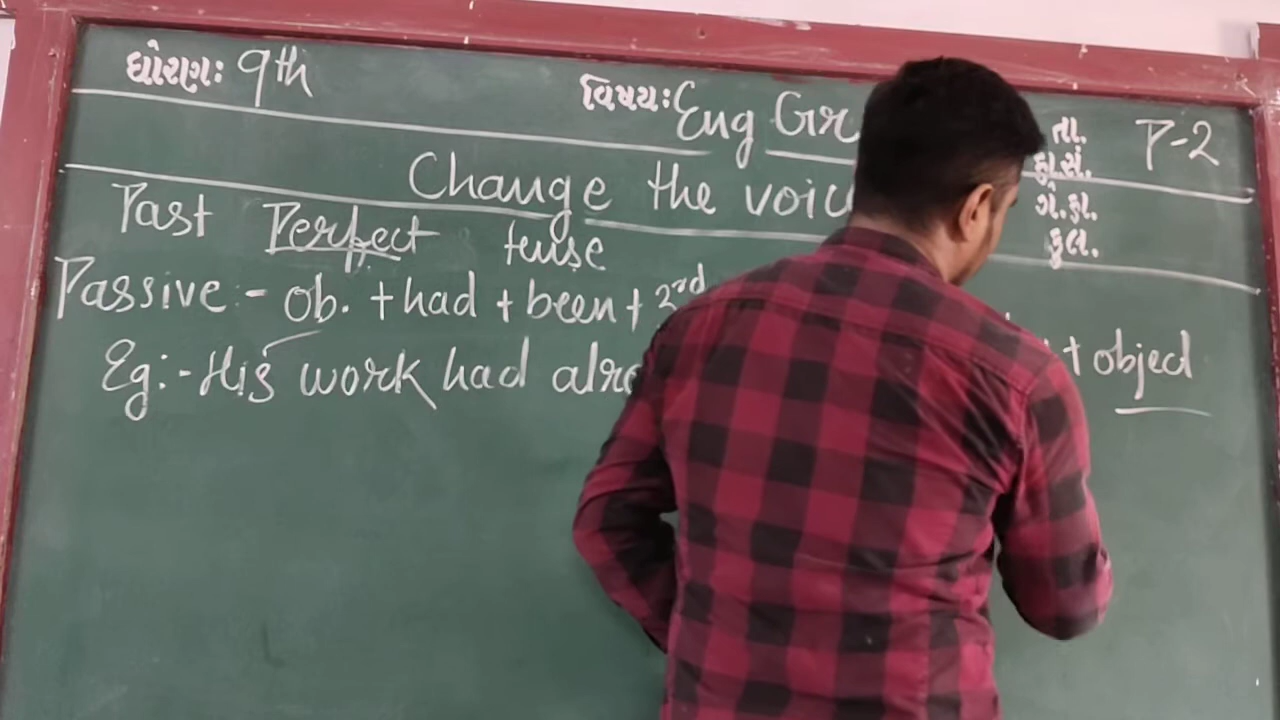 ધોરણ: 9th વિષય: Eng Gr તા. P-2
ફા.સં.
Change the voic ગે.હા.
Past Perfect tense કુલ.
Passive :- ob. + had + been + 2rd
+ object
Eg:- His work had alre